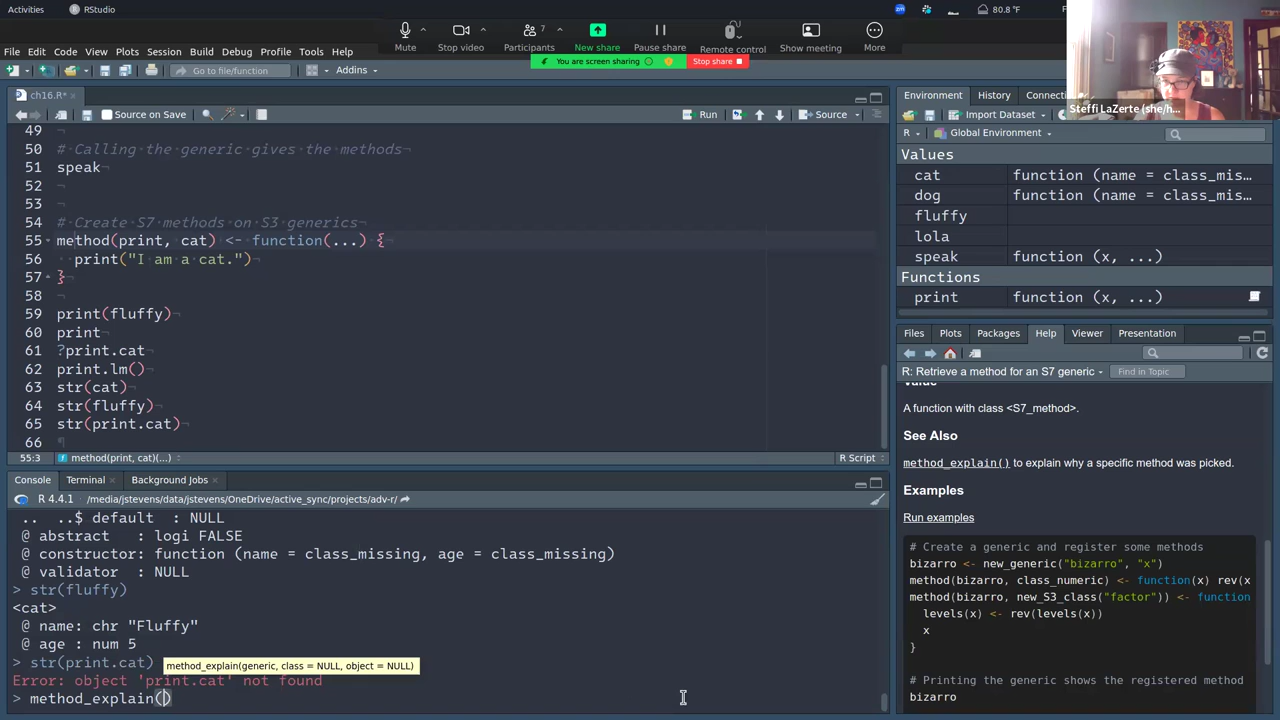 Activities
RStudio
80.8 °F
File Edit Code View Plots Session Build Debug Profile Tools Help
Mute
Stop video
Participants
7
New share
Pause share
Remote control
Show meeting
More
You are screen sharing
Stop share
Steffi LaZerte (she/h...
Go to file/function
Addins
ch16.R*
Source on Save
Run
Source
49
50 # Calling the generic gives the methods
51 speak
52
53
54 # Create S7 methods on S3 generics
55 method(print, cat) <- function(...) {
56 print("I am a cat.")
57 }
58
59 print(fluffy)
60 print
61 ?print.cat
62 print.lm()
63 str(cat)
64 str(fluffy)
65 str(print.cat)
66
55:3
method(print, cat)(...)
R Script
Console Terminal Background Jobs
R 4.4.1 · /media/jstevens/data/jstevens/OneDrive/active_sync/projects/adv-r/
.. ..$ default : NULL
@ abstract : logi FALSE
@ constructor: function (name = class_missing, age = class_missing)
@ validator : NULL
> str(fluffy)
<cat>
@ name: chr "Fluffy"
@ age : num 5
> str(print.cat)
method_explain(generic, class = NULL, object = NULL)
Error: object 'print.cat' not found
> method_explain()
Environment History Connecti
Import Dataset
R
Global Environment
Values
cat function (name = class_mis…
dog function (name = class_mis…
fluffy
lola
speak function (x, ...)
Functions
print function (x, ...)
Files Plots Packages Help Viewer Presentation
R: Retrieve a method for an S7 generic
Find in Topic
Value
A function with class <S7_method>.
See Also
method_explain() to explain why a specific method was picked.
Examples
Run examples
# Create a generic and register some methods
bizarro <- new_generic("bizarro", "x")
method(bizarro, class_numeric) <- function(x) rev(x
method(bizarro, new_S3_class("factor")) <- function
levels(x) <- rev(levels(x))
x
}
# Printing the generic shows the registered method
bizarro